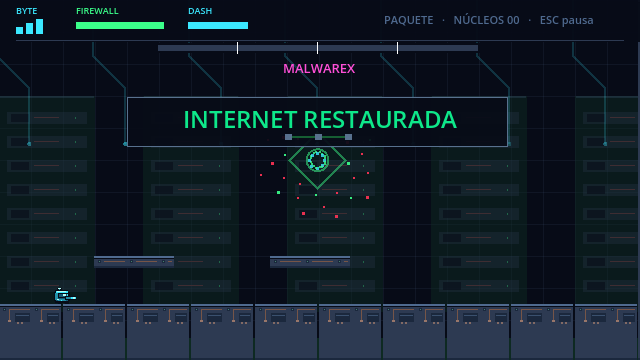 BYTE
FIREWALL
DASH
PAQUETE · NÚCLEOS 00 · ESC pausa
MALWAREX
INTERNET RESTAURADA